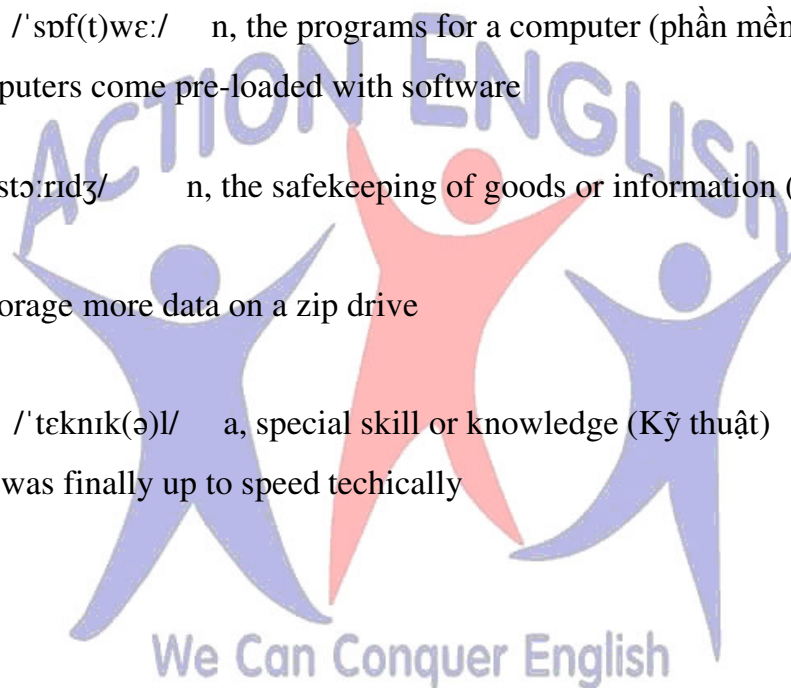 /ˈsɒf(t)wɛː/ n, the programs for a computer (phần mền
puters come pre-loaded with software
stɔːrɪdʒ/ n, the safekeeping of goods or information (
orage more data on a zip drive
/ˈtɛknɪk(ə)l/ a, special skill or knowledge (Kỹ thuật)
was finally up to speed techically
ACTION ENGLISH
We Can Conquer English